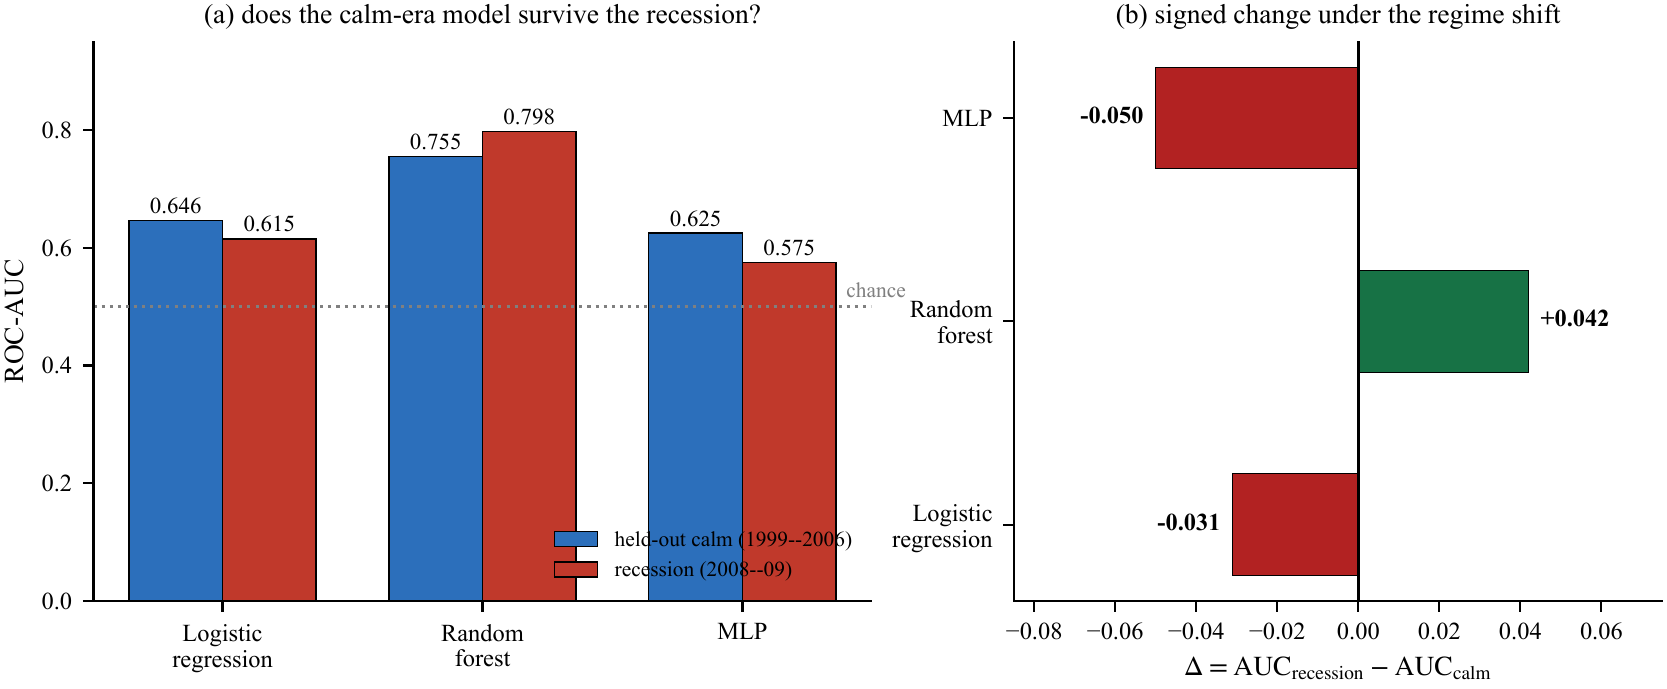 (a) does the calm-era model survive the recession?
ROC-AUC
0.8
0.6
0.4
0.2
0.0
0.646
0.615
0.755
0.798
0.625
0.575
chance
held-out calm (1999--2006)
recession (2008--09)
Logistic
regression
Random
forest
MLP
(b) signed change under the regime shift
MLP
Random
forest
Logistic
regression
-0.050
+0.042
-0.031
−0.08
−0.06
−0.04
−0.02
0.00
0.02
0.04
0.06
Δ = AUCrecession − AUCcalm